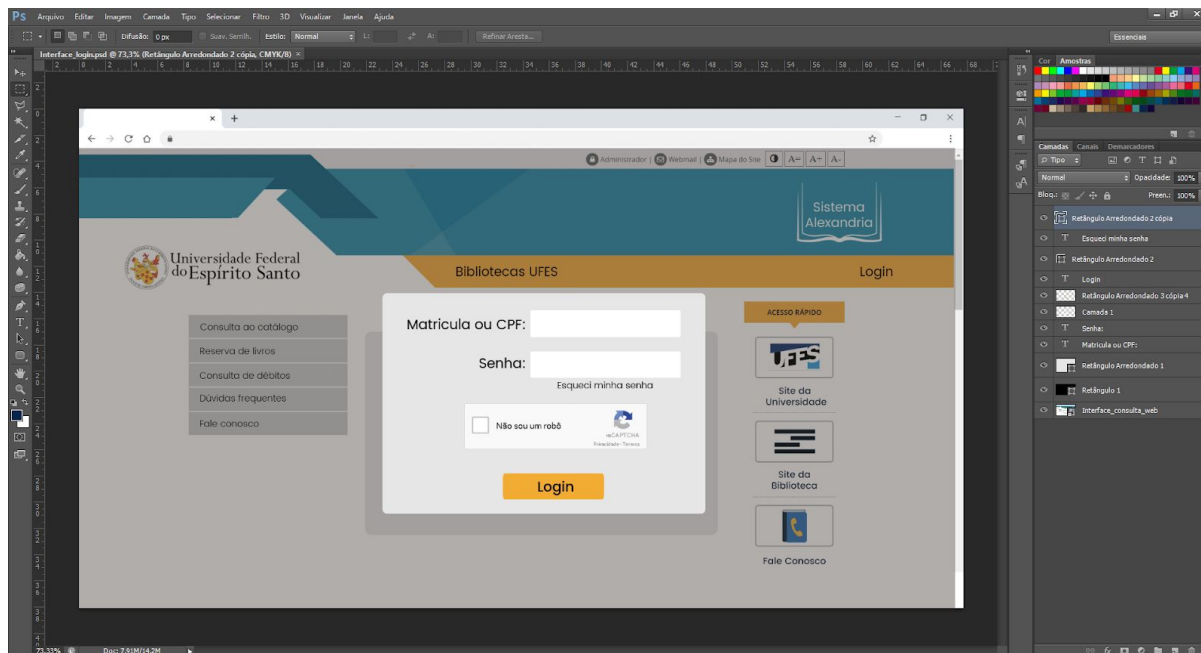 Ps Arquivo Editar Imagem Camada Tipo Selecionar Filtro 3D Visualizar Janela Ajuda
Difusão: 0 px Suav. Serrilh. Estilo: Normal L: A: Refinar Aresta... Essenciais
Interface_login.psd @ 73,3% (Retângulo Arredondado 2 cópia, CMYK/8) ×
Cor Amostras
Administrador | Webmail | Mapa do Site A= A+ A-
Sistema
Alexandria
Universidade Federal
do Espírito Santo
Bibliotecas UFES Login
Consulta ao catálogo
Reserva de livros
Consulta de débitos
Dúvidas frequentes
Fale conosco
Matricula ou CPF:
Senha:
Esqueci minha senha
Não sou um robô
reCAPTCHA
Privacidade - Termos
Login
ACESSO RÁPIDO
UFES
Site da
Universidade
Site da
Biblioteca
Fale Conosco
Camadas Canais Demarcadores
Tipo
Normal Opacidade: 100%
Bloq.: Preen.: 100%
Retângulo Arredondado 2 cópia
Esqueci minha senha
Retângulo Arredondado 2
Login
Retângulo Arredondado 3 cópia 4
Camada 1
Senha:
Matricula ou CPF:
Retângulo Arredondado 1
Retângulo 1
Interface_consulta_web
73,33% Doc: 7,91M/14,2M